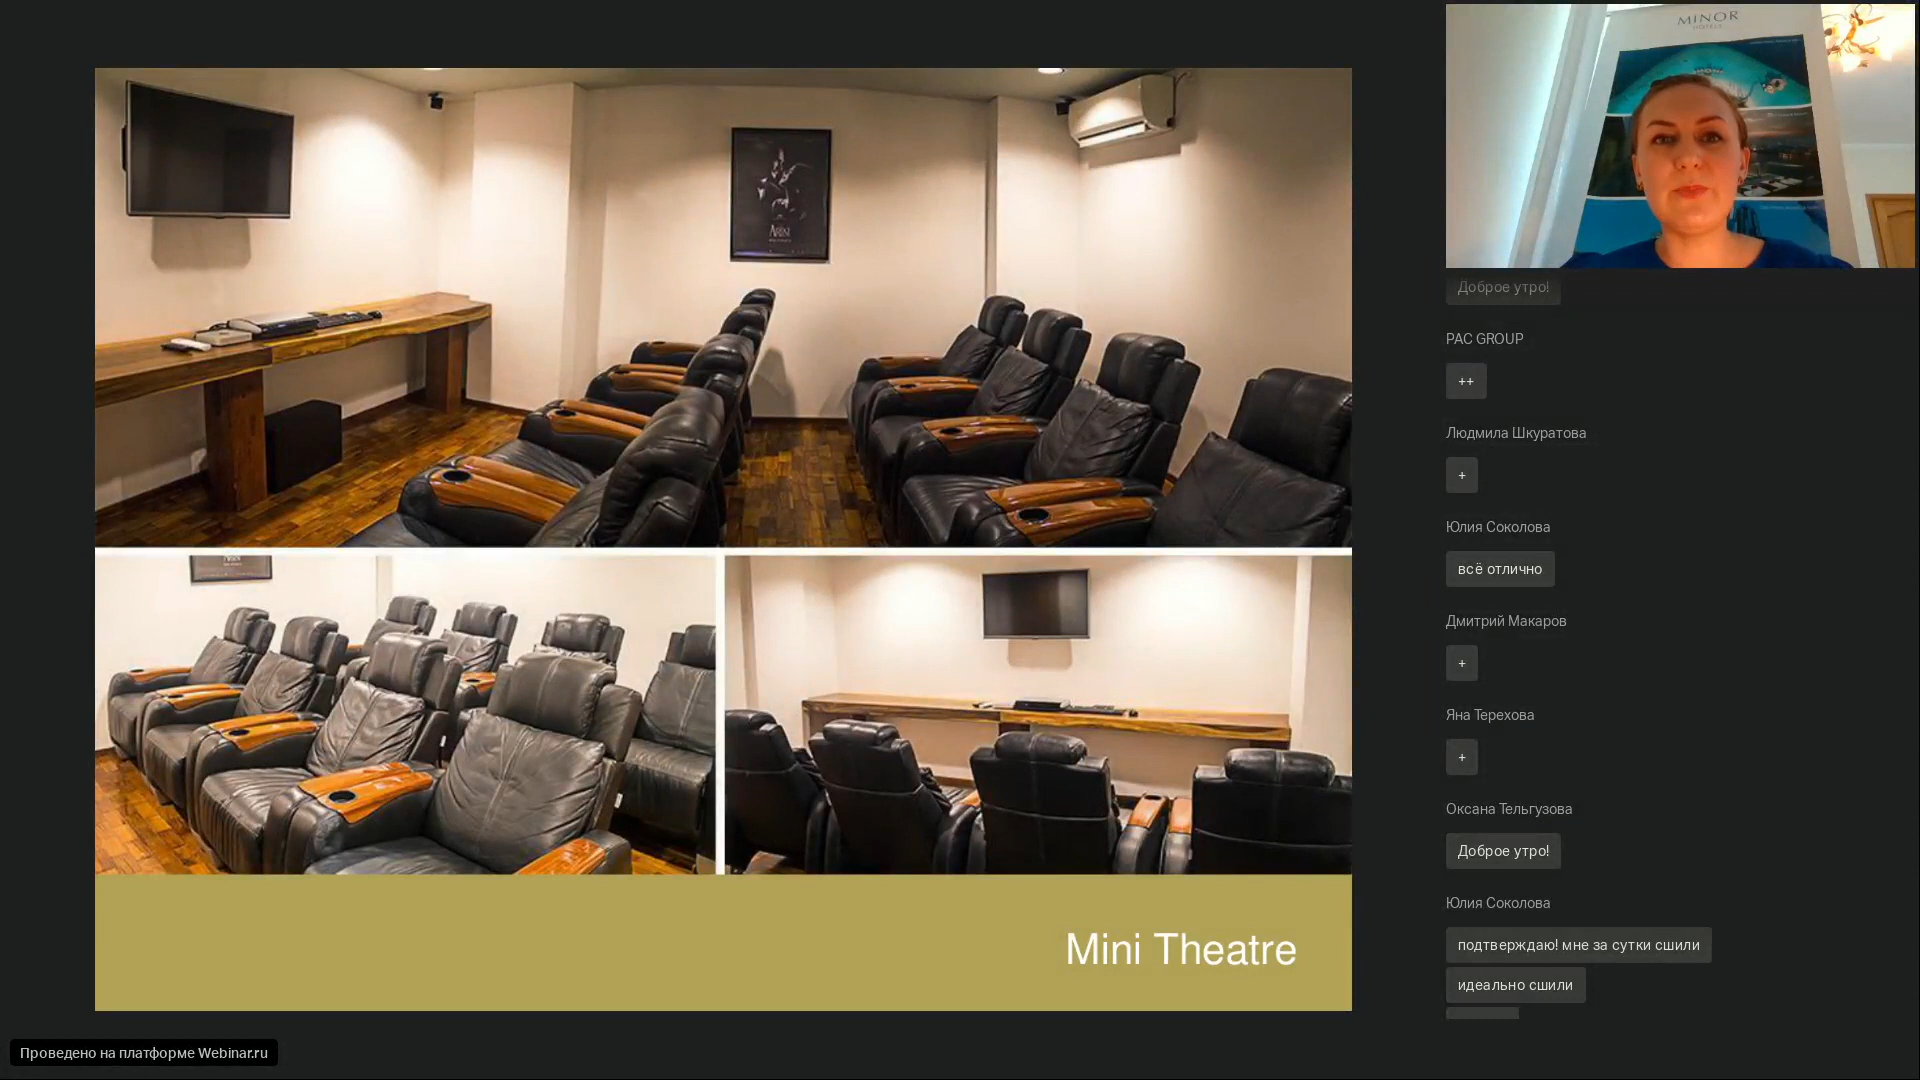 MINOR
HOTELS
Доброе утро!
PAC GROUP
++
Людмила Шкуратова
+
Юлия Соколова
всё отлично
Дмитрий Макаров
+
Яна Терехова
+
Оксана Тельгузова
Доброе утро!
Юлия Соколова
подтверждаю! мне за сутки сшили
идеально сшили
Mini Theatre
Проведено на платформе Webinar.ru